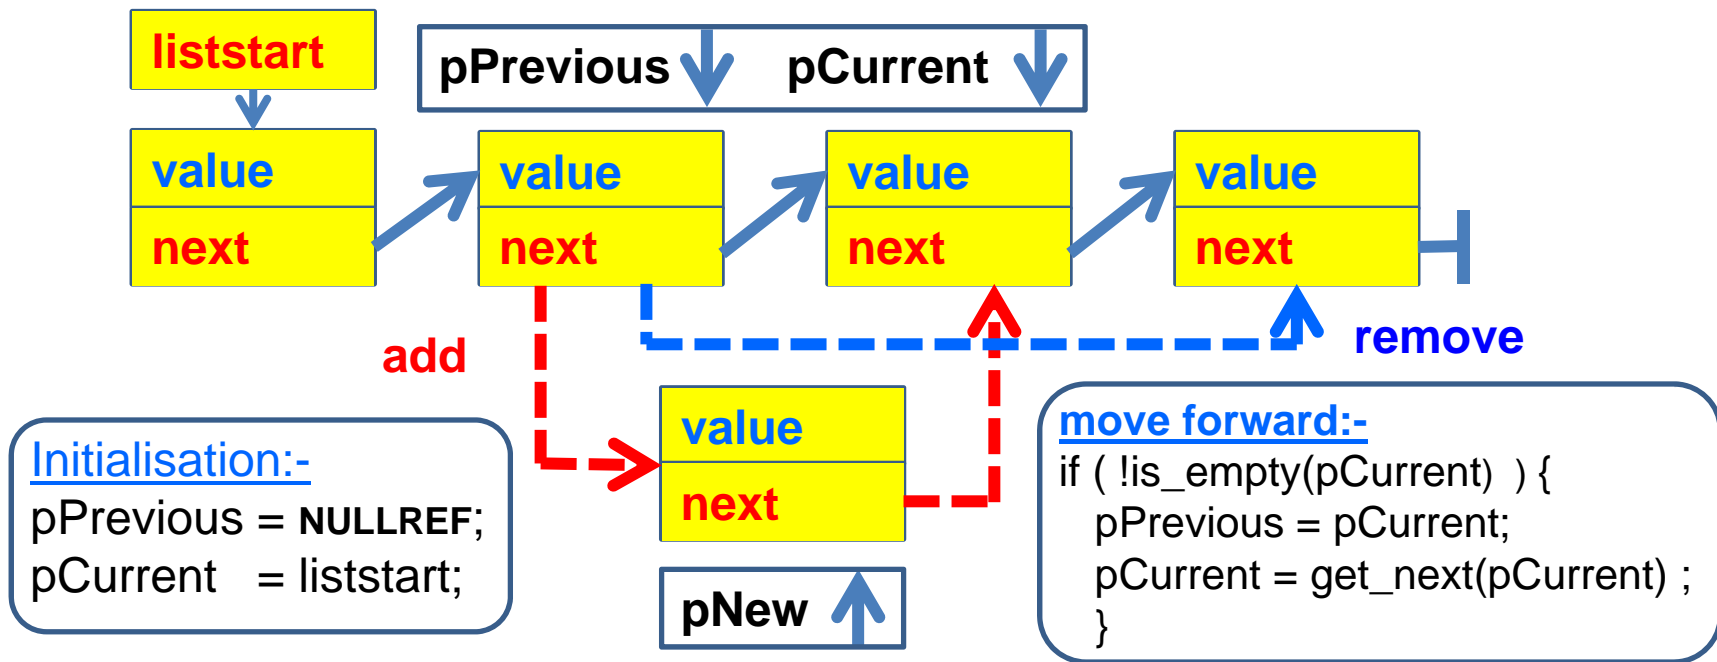 liststart
pPrevious pCurrent
value value value value
next next next next
add
remove
value
next
pNew
Initialisation:-
pPrevious = NULLREF;
pCurrent = liststart;
move forward:-
if ( !is_empty(pCurrent) ) {
pPrevious = pCurrent;
pCurrent = get_next(pCurrent) ;
}